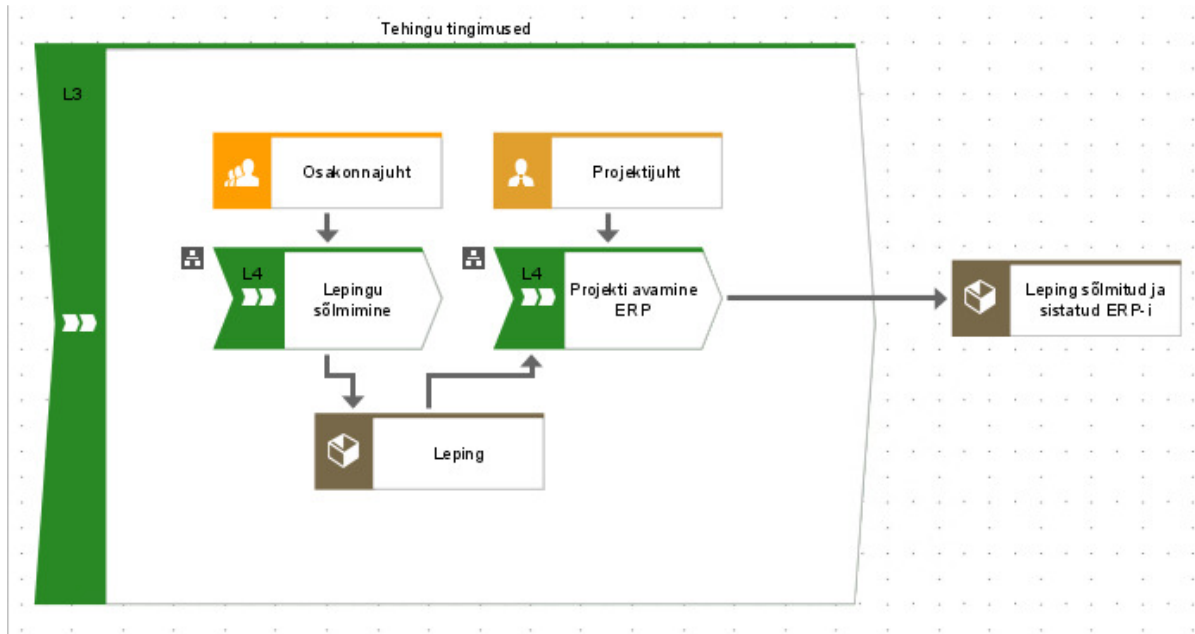 Tehingu tingimused
L3
Osakonnajuht
Projektijuht
L4
Lepingu
sõlmimine
L4
Projekti avamine
ERP
Leping sõlmitud ja
sistatud ERP-i
Leping